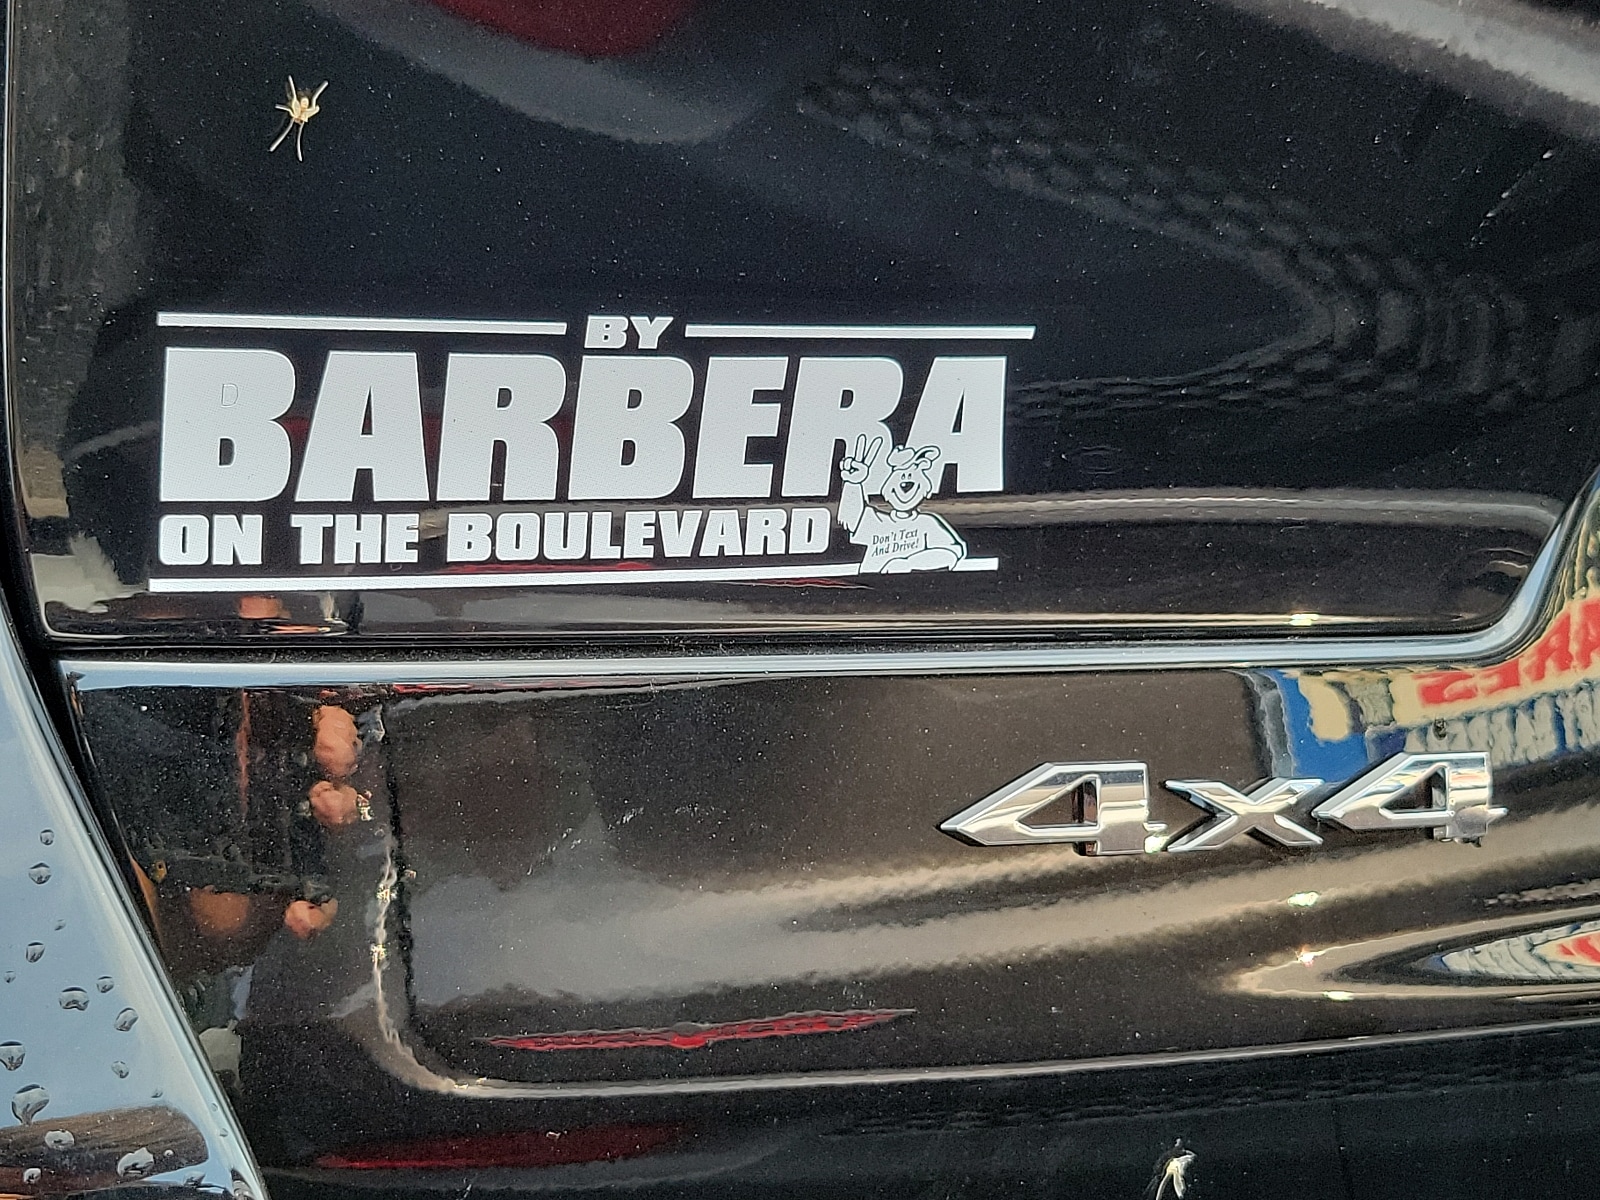 BY
BARBERA
ON THE BOULEVARD
Don't Text
And Drive!
4x4